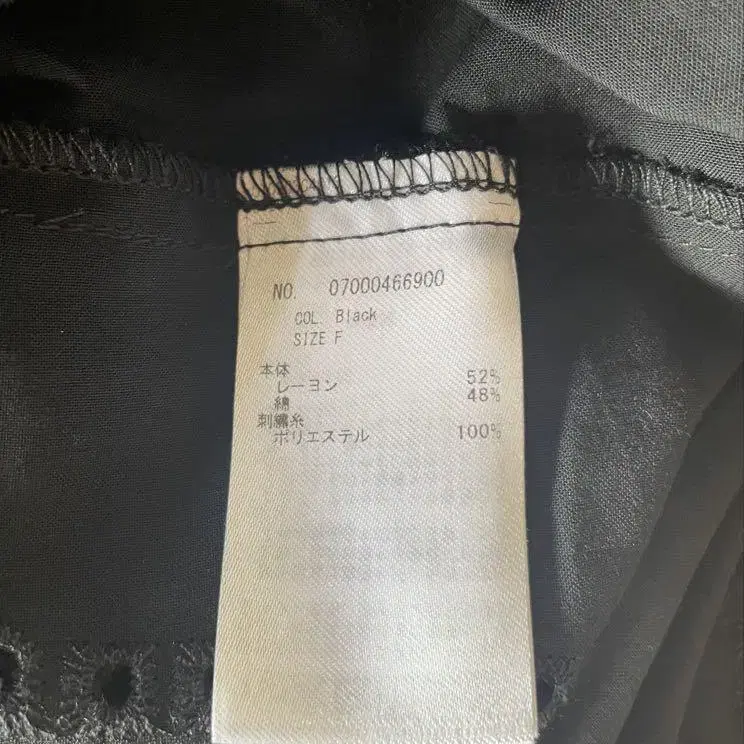 NO. 07000466900
COL. Black
SIZE F
本体
レーヨン 52%
綿 48%
刺繍糸
ポリエステル 100%